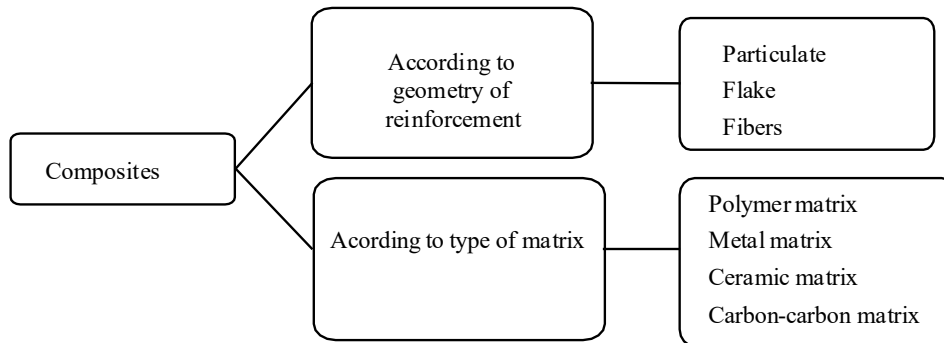 Composites
According to
geometry of
reinforcement
Particulate
Flake
Fibers
Acording to type of matrix
Polymer matrix
Metal matrix
Ceramic matrix
Carbon-carbon matrix